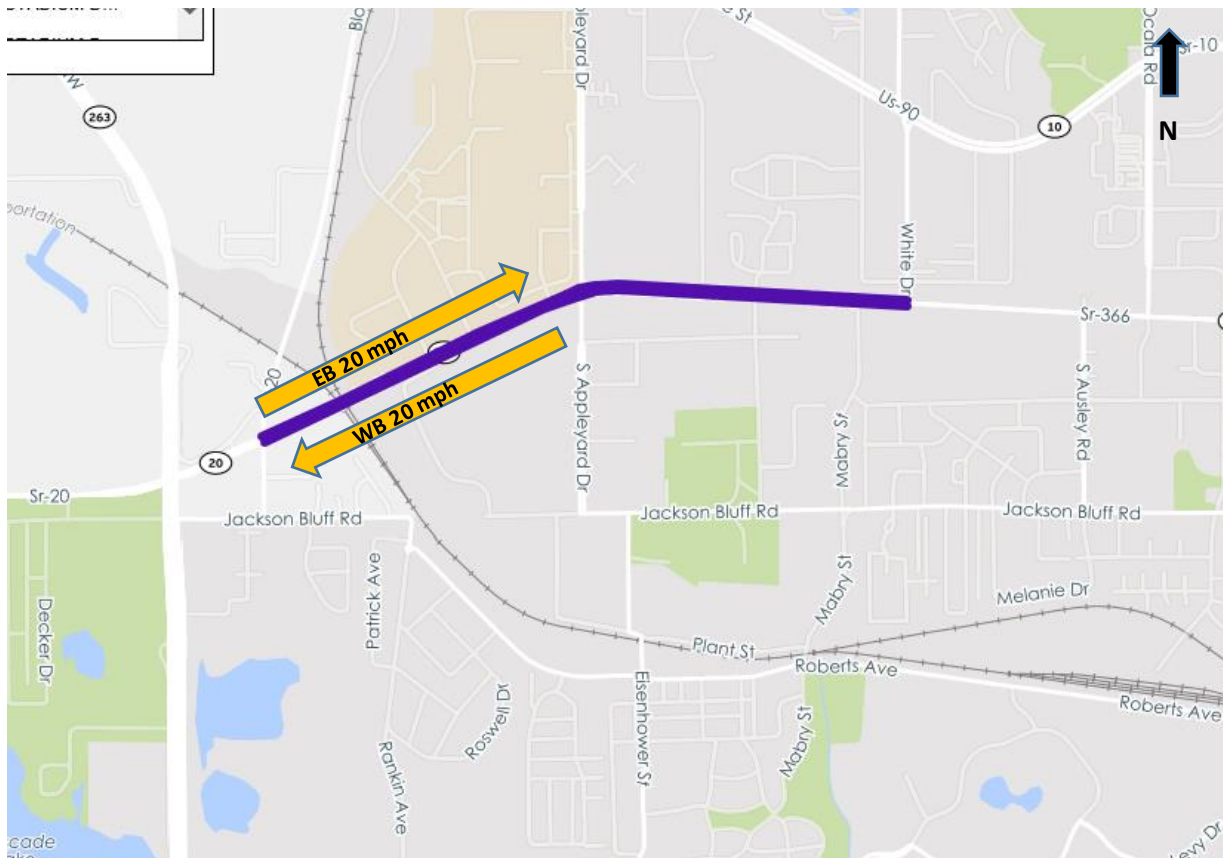 263
Us-90
10
Sr-10
Ocala Rd
N
White Dr
Sr-366
EB 20 mph
WB 20 mph
20
20
Sr-20
S Appleyard Dr
Mabry St
S Ausley Rd
Jackson Bluff Rd
Jackson Bluff Rd
Jackson Bluff Rd
Patrick Ave
Decker Dr
Mabry St
Melanie Dr
Plant St
Roberts Ave
Roberts Ave
Eisenhower St
Roswell Dr
Rankin Ave
Mabry St